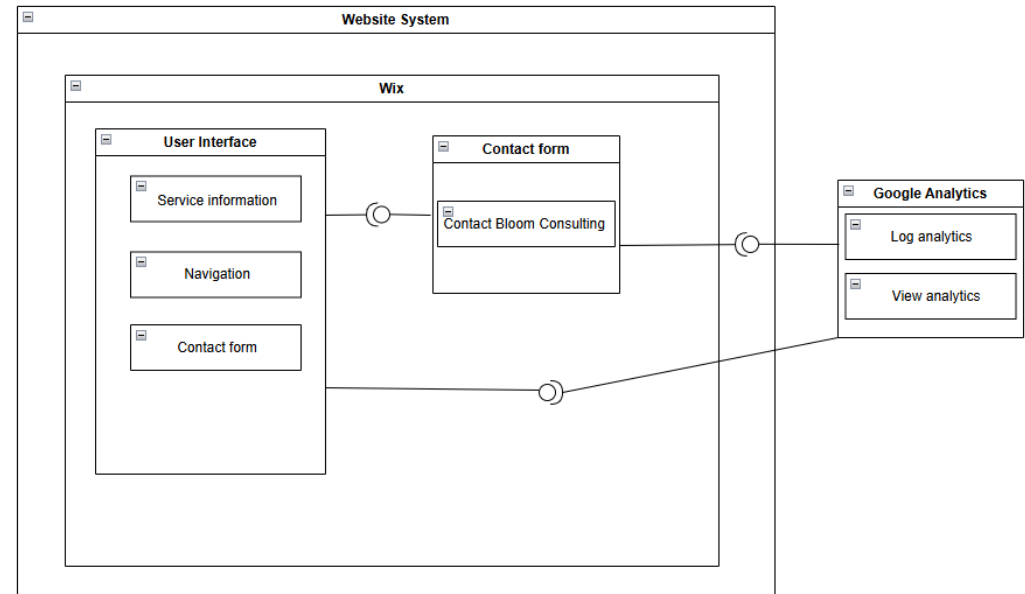 Website System
Wix
User Interface
Service information
Navigation
Contact form
Contact form
Contact Bloom Consulting
Google Analytics
Log analytics
View analytics